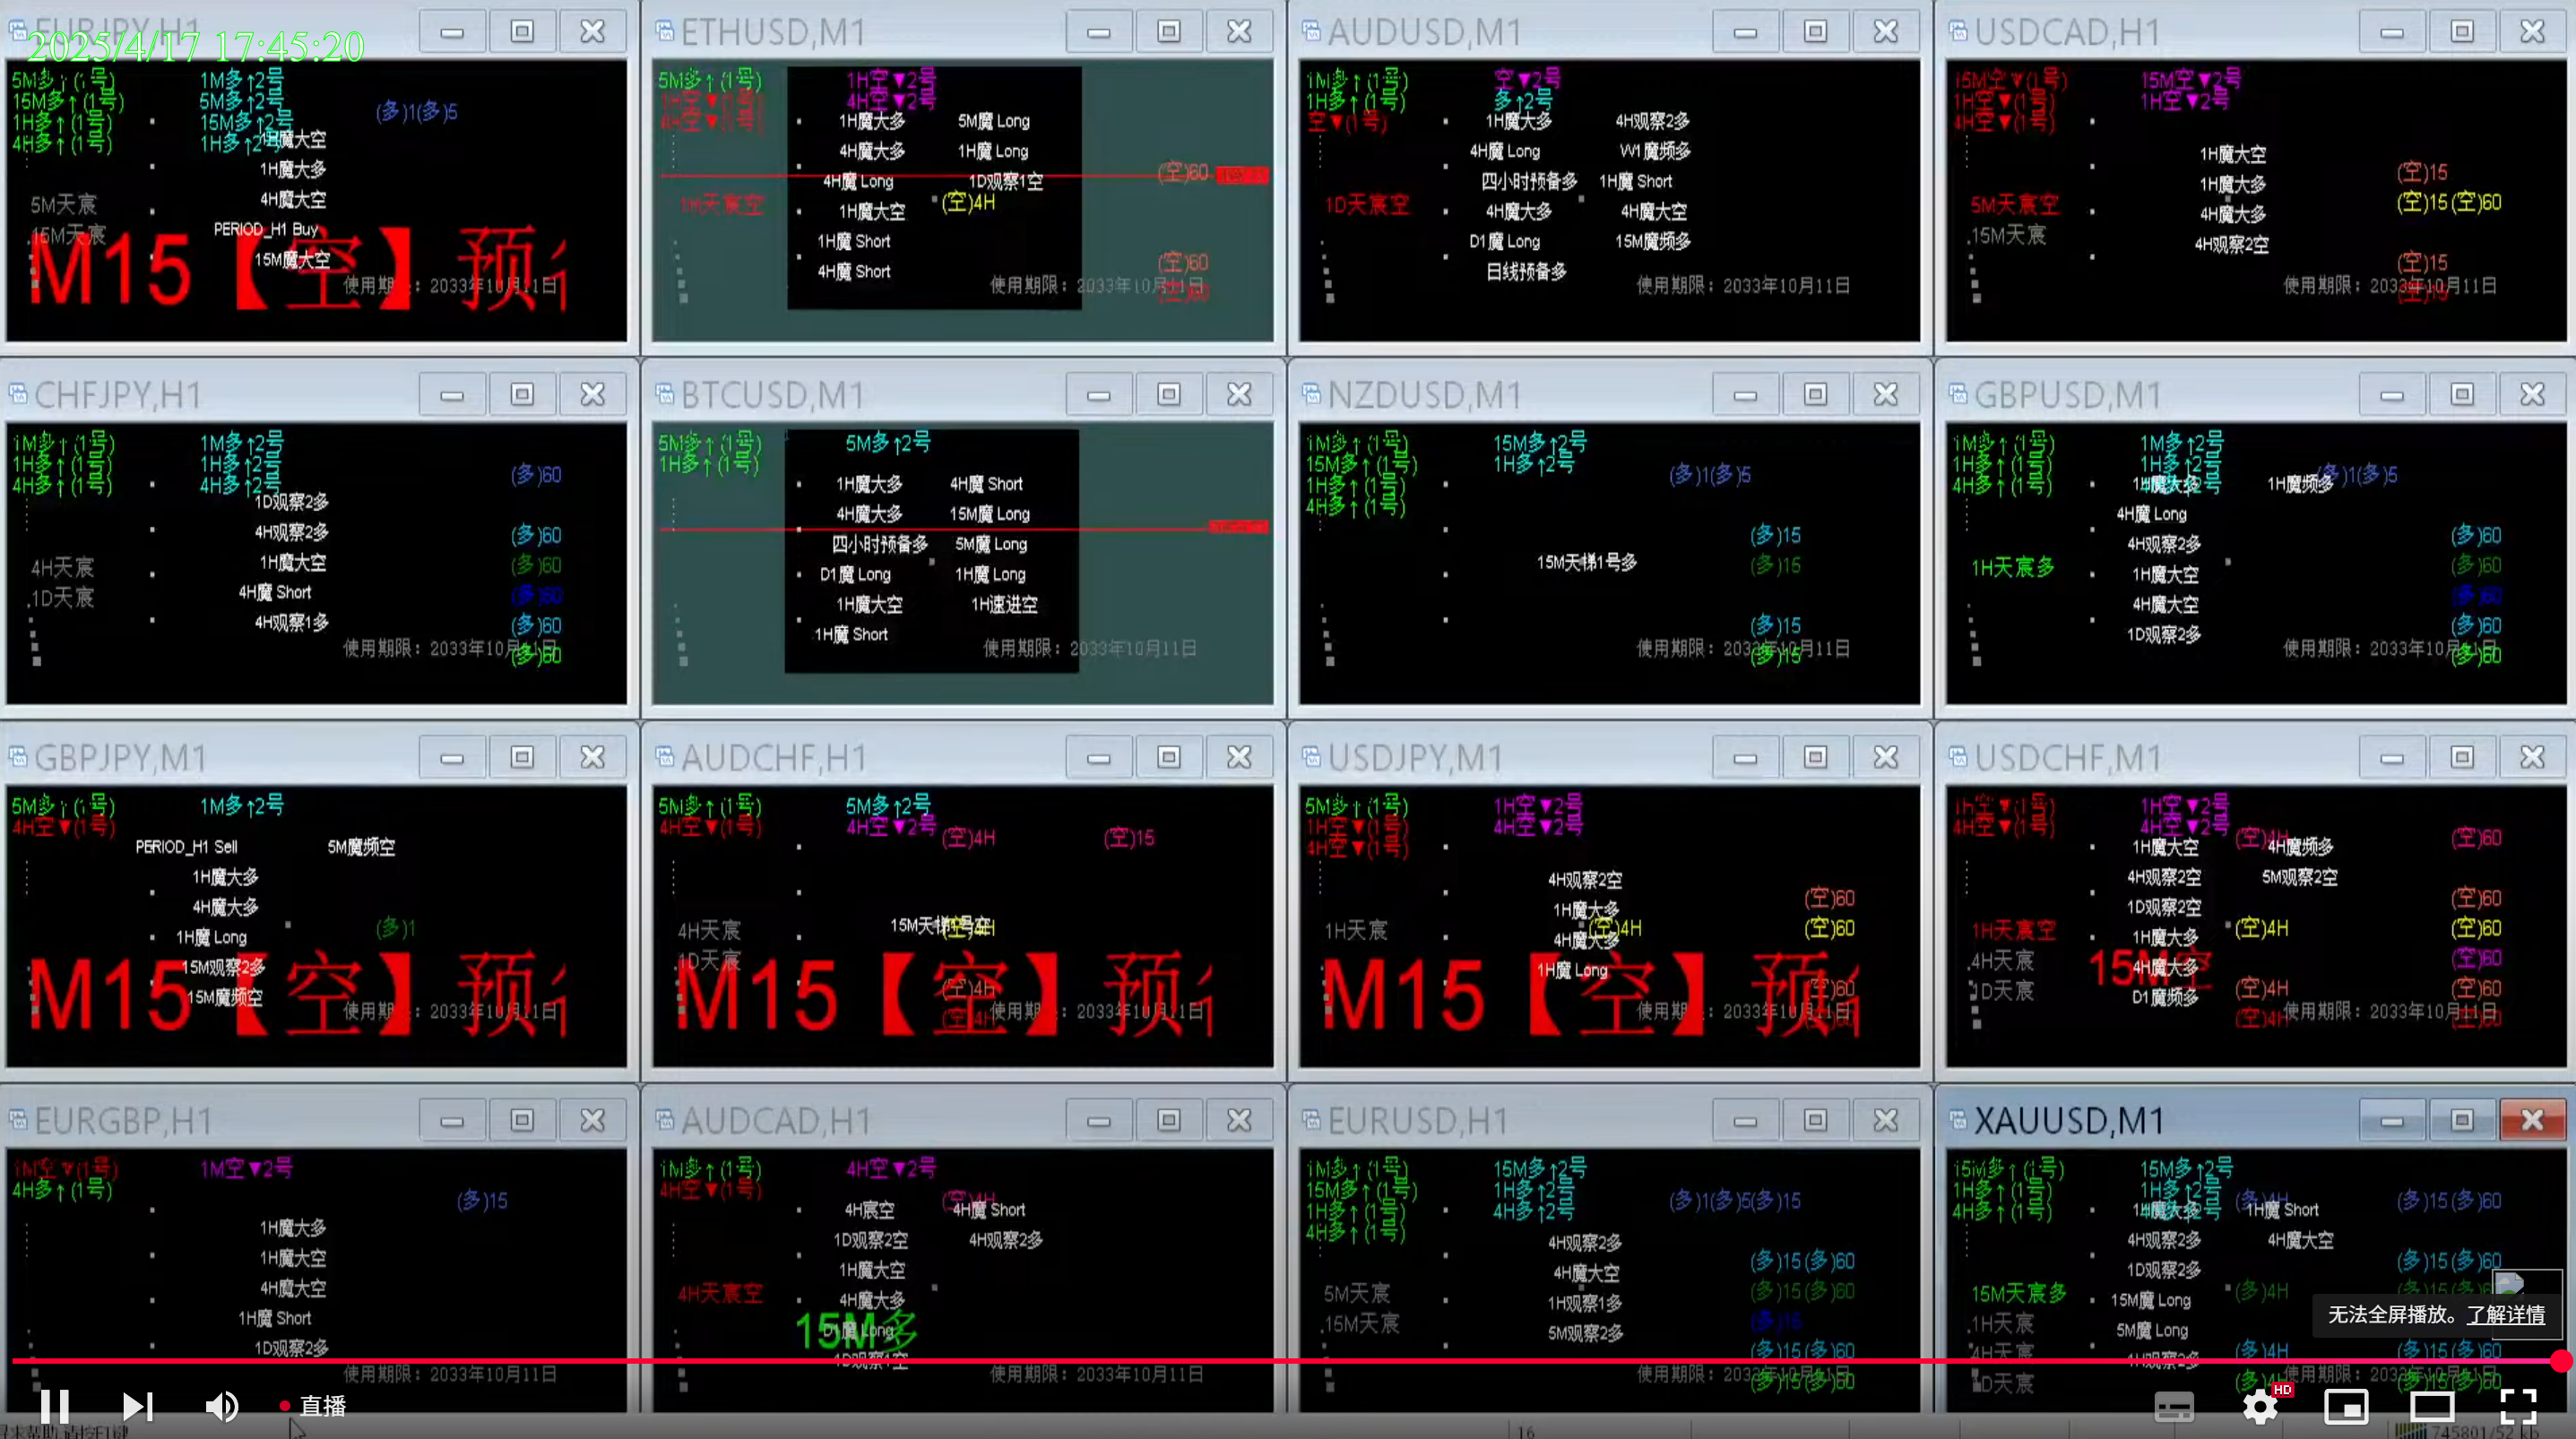 EURJPY,H1
2025/4/17 17:45:20
5M多↑(1号) 1M多↑2号
15M多↑(1号) 5M多↑2号 (多)1(多)5
1H多↑(1号) 15M多↑2号
4H多↑(1号) 1H多↑2号
1H魔大空
1H魔大多
5M天宸 4H魔大空
15M天宸 PERIOD_H1 Buy
15M魔大空
M15【空】预
使用期 : 2033年10月11日
ETHUSD,M1
5M多↑(1号) 1H空▼2号
1H空▼(1号) 4H空▼2号
4H空▼(1号) 1H魔大多 5M魔 Long
4H魔大多 1H魔 Long
(空)60
4H魔 Long 1D观察1空
1H天宸空 1H魔大空 (空)4H
1H魔 Short
4H魔 Short (空)60
使用期限：2033年10月11日
(空)60
AUDUSD,M1
1M多↑(1号) 空▼2号
1H多↑(1号) 多↑2号
空▼(1号) 1H魔大多 4H观察2多
4H魔 Long W1魔频多
四小时预备多 1H魔 Short
1D天宸空 4H魔大多 4H魔大空
D1魔 Long 15M魔频多
日线预备多
使用期限：2033年10月11日
USDCAD,H1
15M空▼(1号) 15M空▼2号
1H空▼(1号) 1H空▼2号
4H空▼(1号)
1H魔大空
1H魔大多 (空)15
5M天宸空 4H魔大多 (空)15(空)60
15M天宸 4H观察2空
(空)15
使用期限：2033年10月11日
(空)15
CHFJPY,H1
1M多↑(1号) 1M多↑2号
1H多↑(1号) 1H多↑2号
4H多↑(1号) 4H多↑2号 (多)60
1D观察2多
4H观察2多 (多)60
4H天宸 1H魔大空 (多)60
1D天宸 4H魔 Short (多)60
4H观察1多 (多)60
使用期限：2033年10月11日
(多)60
BTCUSD,M1
5M多↑(1号) 5M多↑2号
1H多↑(1号)
1H魔大多 4H魔 Short
4H魔大多 15M魔 Long
四小时预备多 5M魔 Long
D1魔 Long 1H魔 Long
1H魔大空 1H速进空
1H魔 Short
使用期限：2033年10月11日
NZDUSD,M1
1M多↑(1号) 15M多↑2号
15M多↑(1号) 1H多↑2号 (多)1(多)5
1H多↑(1号)
4H多↑(1号)
(多)15
15M天梯1号多 (多)15
(多)15
使用期限：2033年10月11日
(多)15
GBPUSD,M1
1M多↑(1号) 1M多↑2号
1H多↑(1号) 1H多↑2号 (多)1(多)5
4H多↑(1号) 4H多↑2号
1H魔大多 1H魔频多
4H魔 Long
4H观察2多 (多)60
1H天宸多 1H魔大空 (多)60
4H魔大空 (多)60
1D观察2多 (多)60
使用期限：2033年10月11日
(多)60
GBPJPY,M1
5M多↑(1号) 1M多↑2号
4H空▼(1号)
PERIOD_H1 Sell 5M魔频空
1H魔大多
4H魔大多
1H魔 Long (多)1
15M观察2多
15M魔频空
M15【空】预
使用期 : 2033年10月11日
AUDCHF,H1
5M多↑(1号) 5M多↑2号
4H空▼(1号) 4H空▼2号 (空)4H (空)15
15M天梯1号空
(空)4H
4H天宸
1D天宸
M15【空】预
(空)4H
使用期限 : 2033年10月11日
(空)4H
USDJPY,M1
5M多↑(1号) 1H空▼2号
1H空▼(1号) 4H空▼2号
4H空▼(1号)
4H观察2空
1H魔大多 (空)60
1H天宸 (空)4H (空)60
4H魔大多
1H魔 Long
M15【空】预
(空)60
使用期限 : 2033年10月11日
USDCHF,M1
1H空▼(1号) 1H空▼2号
4H空▼(1号) 4H空▼2号 (空)4H (空)60
1H魔大空 4H魔频多
4H观察2空 5M观察2空
1D观察2空 (空)60
1H天宸空 1H魔大多 (空)4H (空)60
4H天宸 15M空 4H魔大多 (空)60
1D天宸 D1魔频多 (空)4H (空)60
使用期限：2033年10月11日
(空)4H (空)60
EURGBP,H1
1M空▼(1号) 1M空▼2号
4H多↑(1号) (多)15
1H魔大多
1H魔大空
4H魔大空
1H魔 Short
1D观察2多
使用期限：2033年10月11日
AUDCAD,H1
1M多↑(1号) 4H空▼2号
4H空▼(1号) (空)4H
4H宸空 4H魔 Short
1D观察2空 4H观察2多
1H魔大空
4H天宸空 4H魔大多
15M多
D1魔 Long
1D观察1空
使用期限：2033年10月11日
EURUSD,H1
1M多↑(1号) 15M多↑2号
15M多↑(1号) 1H多↑2号 (多)1(多)5(多)15
1H多↑(1号) 4H多↑2号
4H多↑(1号)
4H观察2多 (多)15(多)60
4H魔大空
5M天宸 1H观察1多 (多)15(多)60
15M天宸 5M观察2多 (多)15
(多)15(多)60
使用期限：2033年10月11日
(多)15(多)60
XAUUSD,M1
15M多↑(1号) 15M多↑2号
1H多↑(1号) 1H多↑2号 (多)4H (多)15(多)60
4H多↑(1号) 4H多↑2号
1H魔大多 1H魔 Short
4H观察2多 4H魔大空
1D观察2多 (多)15(多)60
15M天宸多 15M魔 Long (多)4H
1H天宸 5M魔 Long
4H天宸 1H观察2多 (多)4H (多)15(多)60
1D天宸 使用期限：2033年10月11日
无法全屏播放。了解详情
直播
HD
16
745801/52 kb